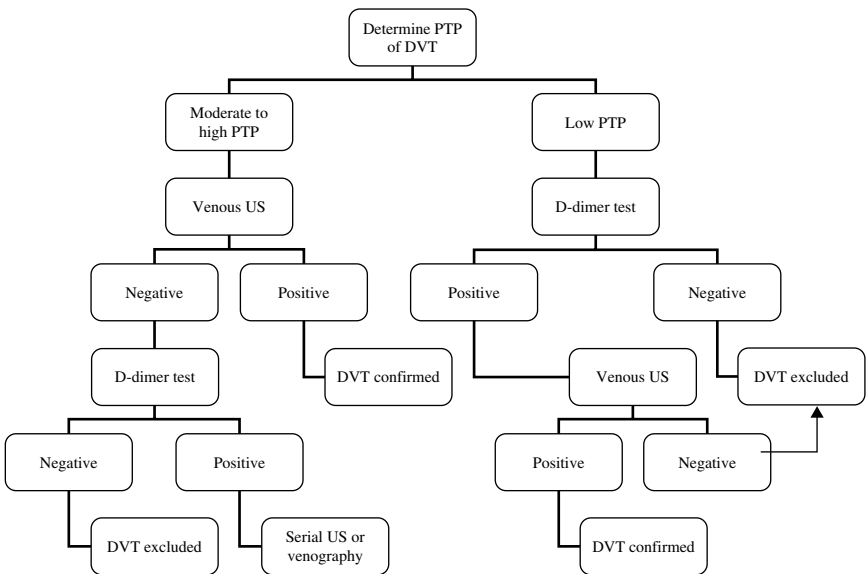 Determine PTP
of DVT
Moderate to
high PTP
Low PTP
Venous US
D-dimer test
Negative
Positive
Positive
Negative
D-dimer test
DVT confirmed
Venous US
DVT excluded
Negative
Positive
Positive
Negative
DVT excluded
Serial US or
venography
DVT confirmed